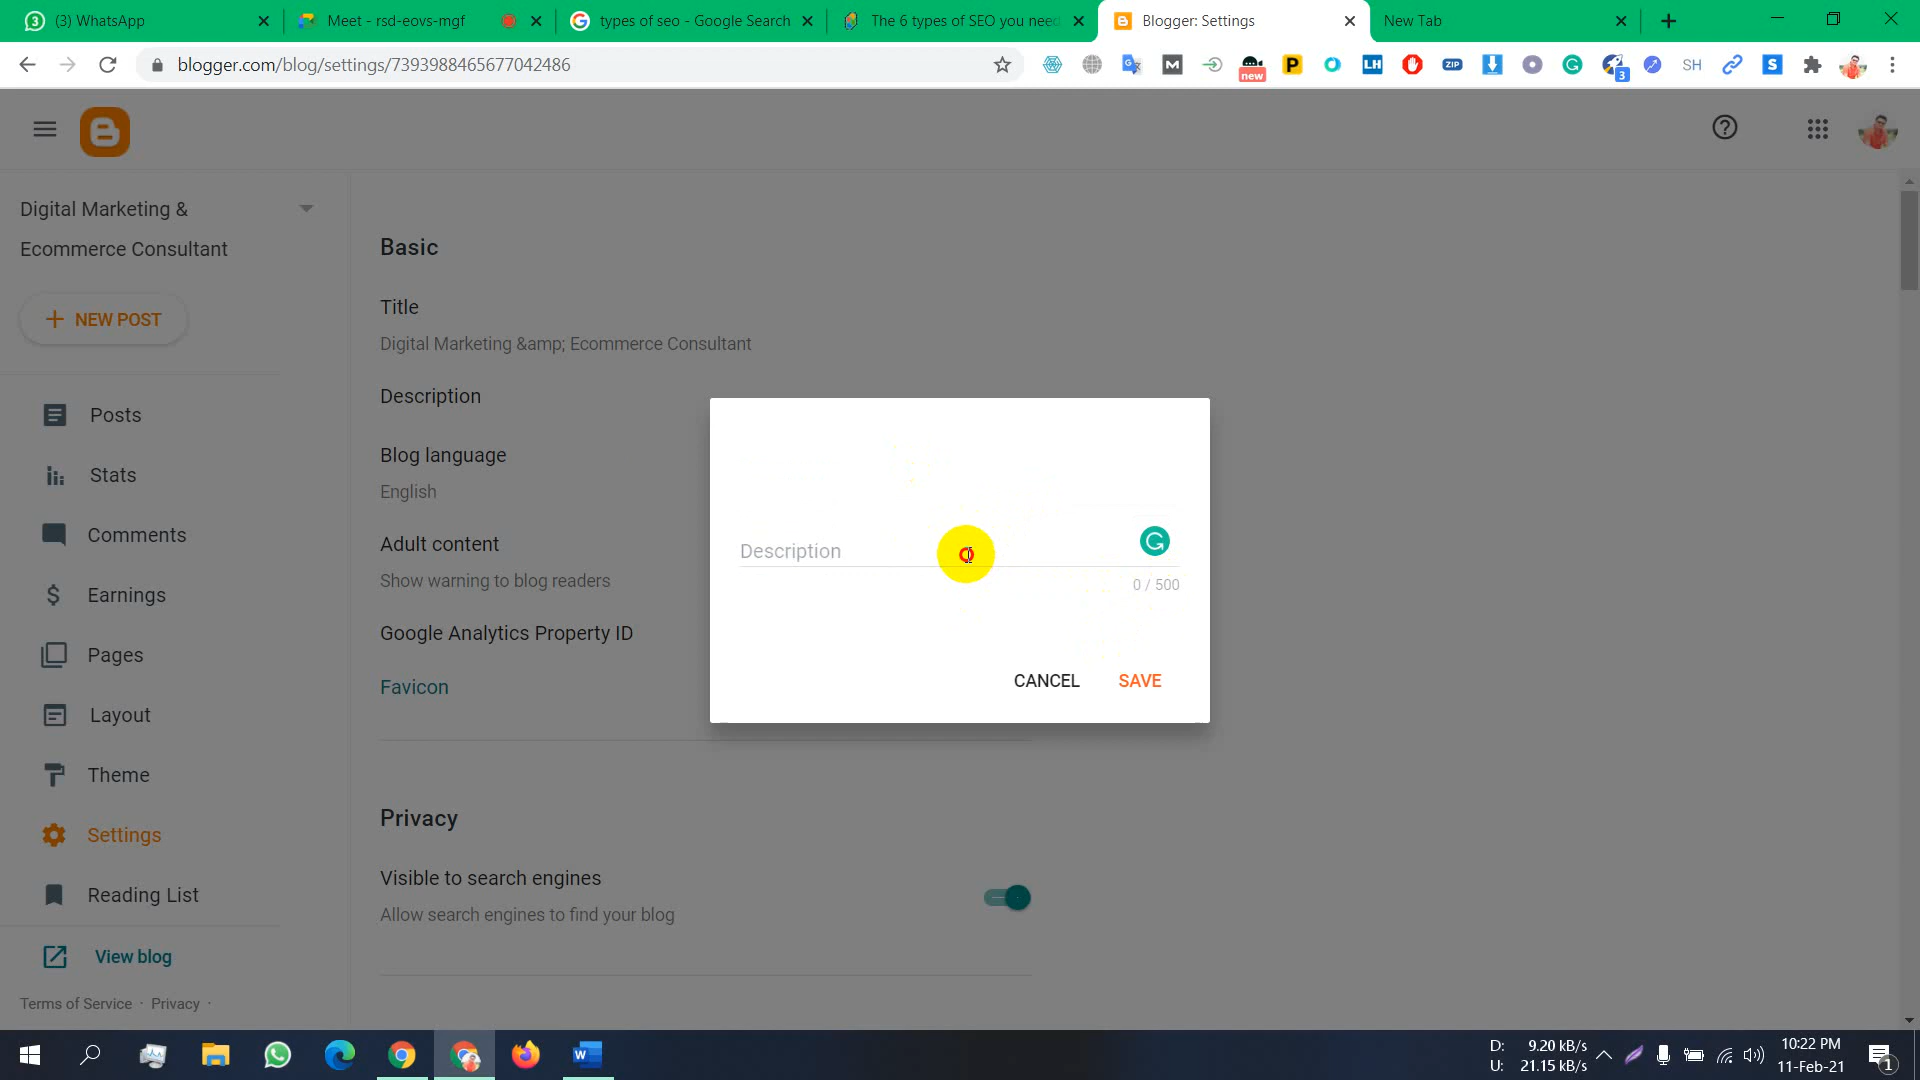 (3) WhatsApp
Meet - rsd-eovs-mgf
types of seo - Google Search
The 6 types of SEO you need
Blogger: Settings
New Tab
blogger.com/blog/settings/7393988465677042486
new
P
LH
ZIP
3
SH
S
Digital Marketing &
Ecommerce Consultant
NEW POST
Posts
Stats
Comments
Earnings
Pages
Layout
Theme
Settings
Reading List
View blog
Terms of Service · Privacy ·
Basic
Title
Digital Marketing &amp; Ecommerce Consultant
Description
Blog language
English
Adult content
Show warning to blog readers
Google Analytics Property ID
Favicon
Privacy
Visible to search engines
Allow search engines to find your blog
Description
0 / 500
CANCEL
SAVE
D: 9.20 kB/s
U: 21.15 kB/s
10:22 PM
11-Feb-21
1